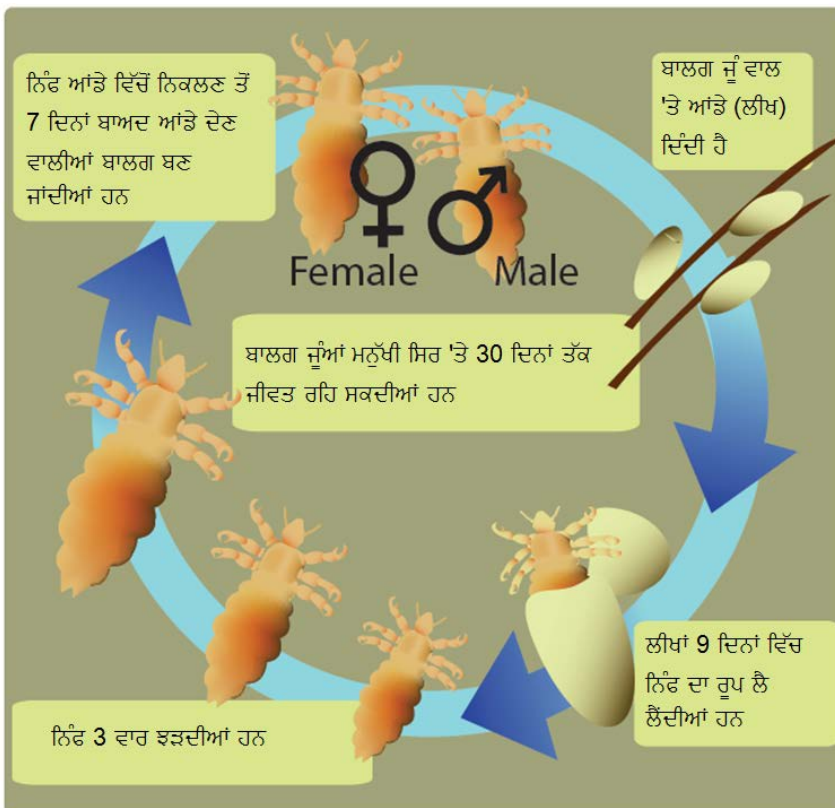 ਨਿੰਫ ਆਂਡੇ ਵਿੱਚੋਂ ਨਿਕਲਣ ਤੋਂ
7 ਦਿਨਾਂ ਬਾਅਦ ਆਂਡੇ ਦੇਣ
ਵਾਲੀਆਂ ਬਾਲਗ ਬਣ
ਜਾਂਦੀਆਂ ਹਨ
ਬਾਲਗ ਜੂੰ ਵਾਲ
'ਤੇ ਆਂਡੇ (ਲੀਖ)
ਦਿੰਦੀ ਹੈ
Female
Male
ਬਾਲਗ ਜੂੰਆਂ ਮਨੁੱਖੀ ਸਿਰ 'ਤੇ 30 ਦਿਨਾਂ ਤੱਕ
ਜੀਵਤ ਰਹਿ ਸਕਦੀਆਂ ਹਨ
ਲੀਖਾਂ 9 ਦਿਨਾਂ ਵਿੱਚ
ਨਿੰਫ ਦਾ ਰੂਪ ਲੈ
ਲੈਂਦੀਆਂ ਹਨ
ਨਿੰਫ 3 ਵਾਰ ਝੜਦੀਆਂ ਹਨ